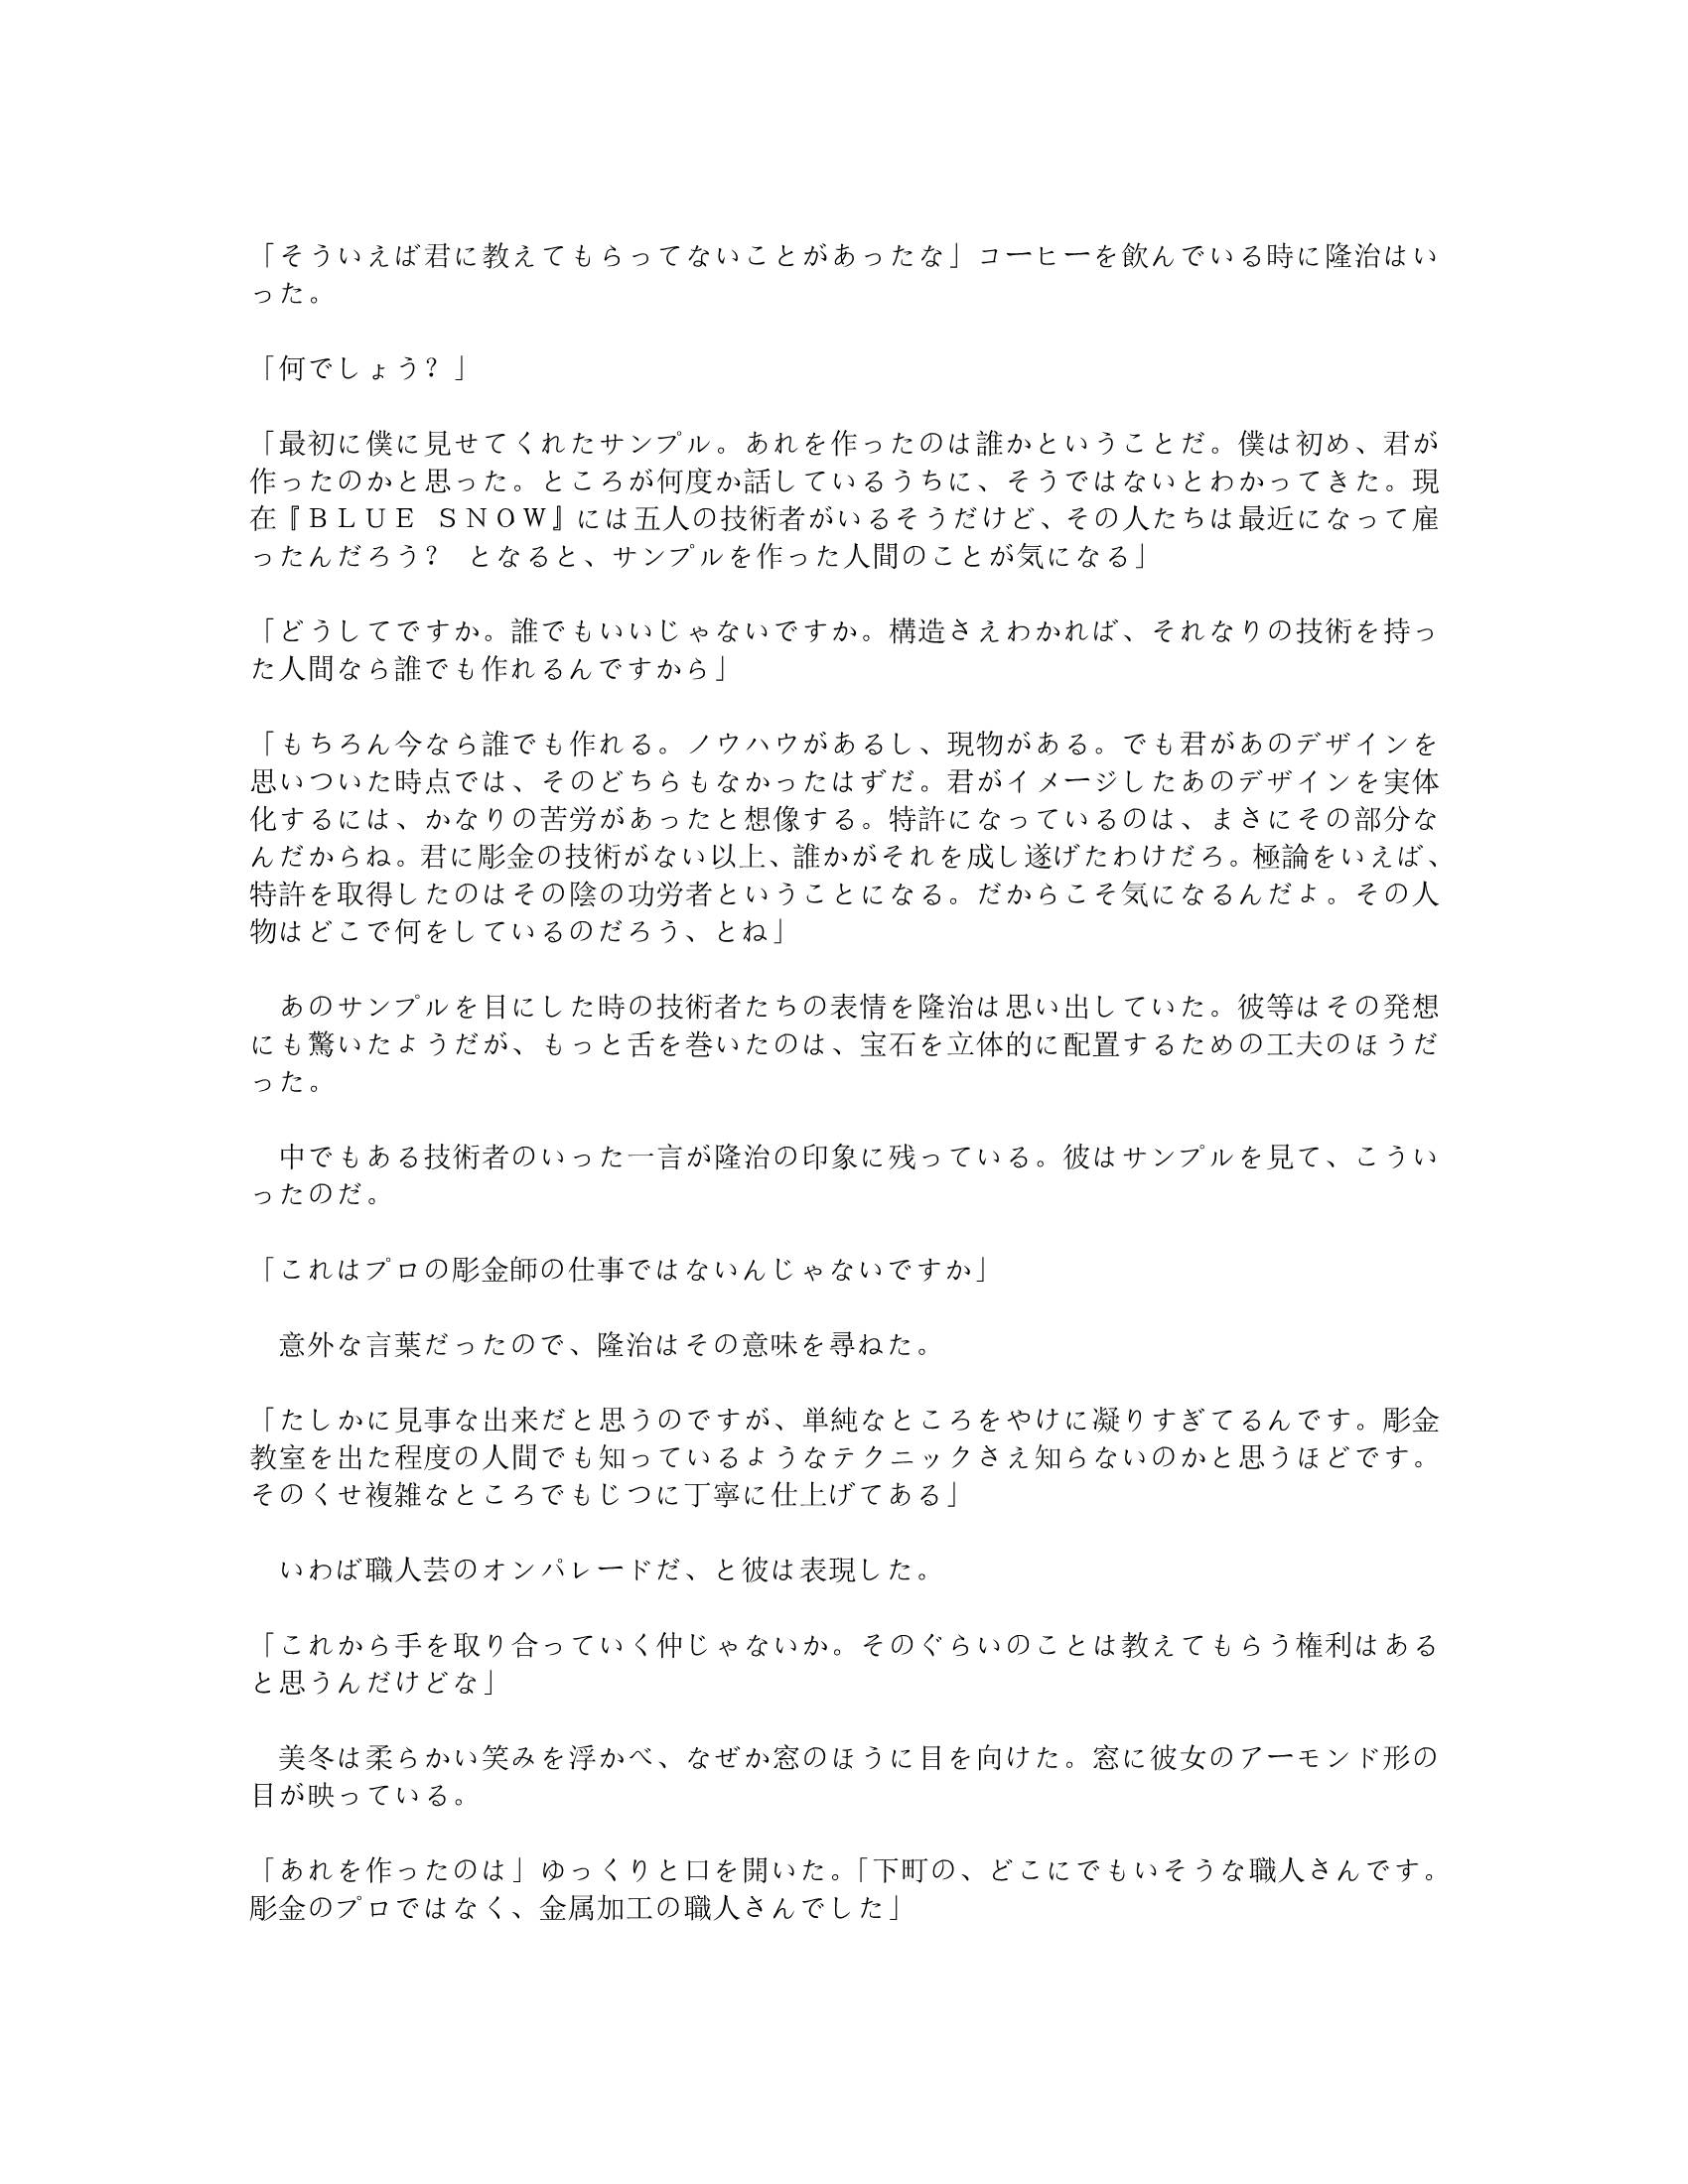 「そういえば君に教えてもらってないことがあったな」コーヒーを飲んでいる時に隆治はい
った。
「何でしょう？」
「最初に僕に見せてくれたサンプル。あれを作ったのは誰かということだ。僕は初め、君が
作ったのかと思った。ところが何度か話しているうちに、そうではないとわかってきた。現
在『ＢＬＵＥ　ＳＮＯＷ』には五人の技術者がいるそうだけど、その人たちは最近になって雇
ったんだろう？　となると、サンプルを作った人間のことが気になる」
「どうしてですか。誰でもいいじゃないですか。構造さえわかれば、それなりの技術を持っ
た人間なら誰でも作れるんですから」
「もちろん今なら誰でも作れる。ノウハウがあるし、現物がある。でも君があのデザインを
思いついた時点では、そのどちらもなかったはずだ。君がイメージしたあのデザインを実体
化するには、かなりの苦労があったと想像する。特許になっているのは、まさにその部分な
んだからね。君に彫金の技術がない以上、誰かがそれを成し遂げたわけだろ。極論をいえば、
特許を取得したのはその陰の功労者ということになる。だからこそ気になるんだよ。その人
物はどこで何をしているのだろう、とね」
　あのサンプルを目にした時の技術者たちの表情を隆治は思い出していた。彼等はその発想
にも驚いたようだが、もっと舌を巻いたのは、宝石を立体的に配置するための工夫のほうだ
った。
　中でもある技術者のいった一言が隆治の印象に残っている。彼はサンプルを見て、こうい
ったのだ。
「これはプロの彫金師の仕事ではないんじゃないですか」
　意外な言葉だったので、隆治はその意味を尋ねた。
「たしかに見事な出来だと思うのですが、単純なところをやけに凝りすぎてるんです。彫金
教室を出た程度の人間でも知っているようなテクニックさえ知らないのかと思うほどです。
そのくせ複雑なところでもじつに丁寧に仕上げてある」
　いわば職人芸のオンパレードだ、と彼は表現した。
「これから手を取り合っていく仲じゃないか。そのぐらいのことは教えてもらう権利はある
と思うんだけどな」
　美冬は柔らかい笑みを浮かべ、なぜか窓のほうに目を向けた。窓に彼女のアーモンド形の
目が映っている。
「あれを作ったのは」ゆっくりと口を開いた。「下町の、どこにでもいそうな職人さんです。
彫金のプロではなく、金属加工の職人さんでした」